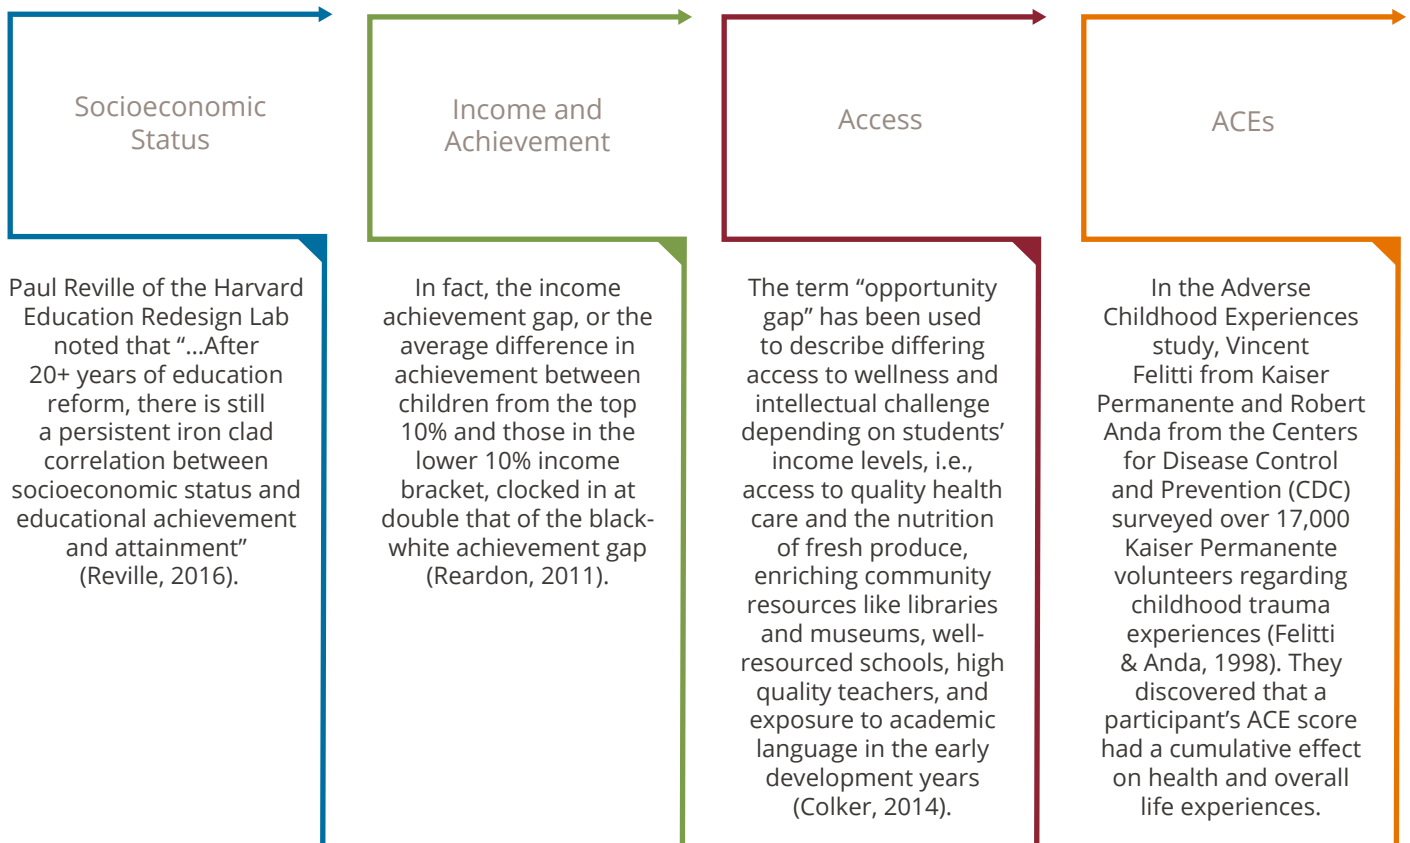 Socioeconomic
Status
Paul Reville of the Harvard
Education Redesign Lab
noted that “...After
20+ years of education
reform, there is still
a persistent iron clad
correlation between
socioeconomic status and
educational achievement
and attainment”
(Reville, 2016).
Income and
Achievement
In fact, the income
achievement gap, or the
average difference in
achievement between
children from the top
10% and those in the
lower 10% income
bracket, clocked in at
double that of the black-
white achievement gap
(Reardon, 2011).
Access
The term “opportunity
gap” has been used
to describe differing
access to wellness and
intellectual challenge
depending on students’
income levels, i.e.,
access to quality health
care and the nutrition
of fresh produce,
enriching community
resources like libraries
and museums, well-
resourced schools, high
quality teachers, and
exposure to academic
language in the early
development years
(Colker, 2014).
ACEs
In the Adverse
Childhood Experiences
study, Vincent
Felitti from Kaiser
Permanente and Robert
Anda from the Centers
for Disease Control
and Prevention (CDC)
surveyed over 17,000
Kaiser Permanente
volunteers regarding
childhood trauma
experiences (Felitti
& Anda, 1998). They
discovered that a
participant’s ACE score
had a cumulative effect
on health and overall
life experiences.